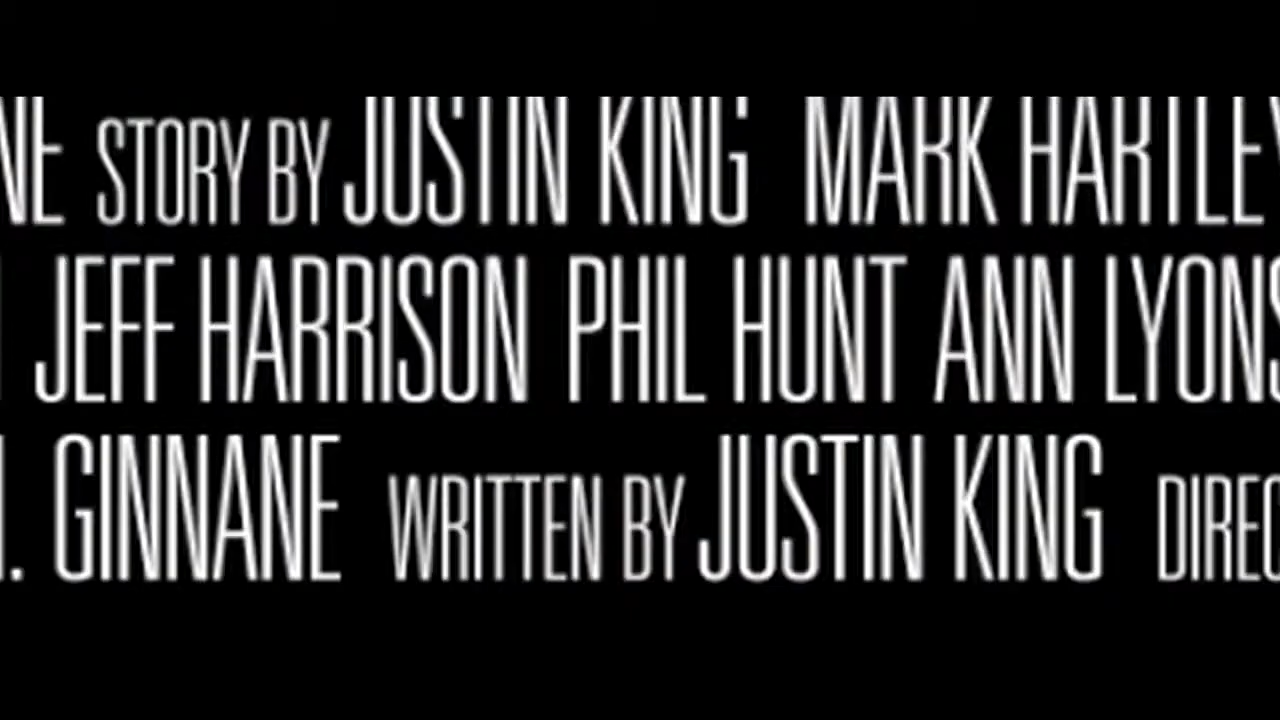 STORY BY JUSTIN KING MARK HARTLEY
JEFF HARRISON PHIL HUNT ANN LYONS
GINNANE WRITTEN BY JUSTIN KING